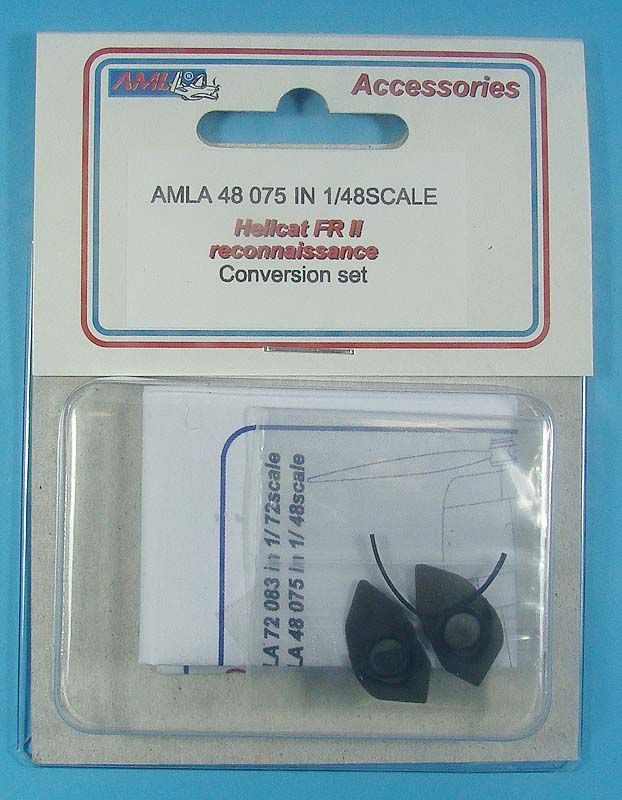 AML
Accessories
AMLA 48 075 IN 1/48SCALE
Hellcat FR II
reconnaissance
Conversion set
LA 72 083 in 1/ 72scale
LA 48 075 in 1/ 48scale